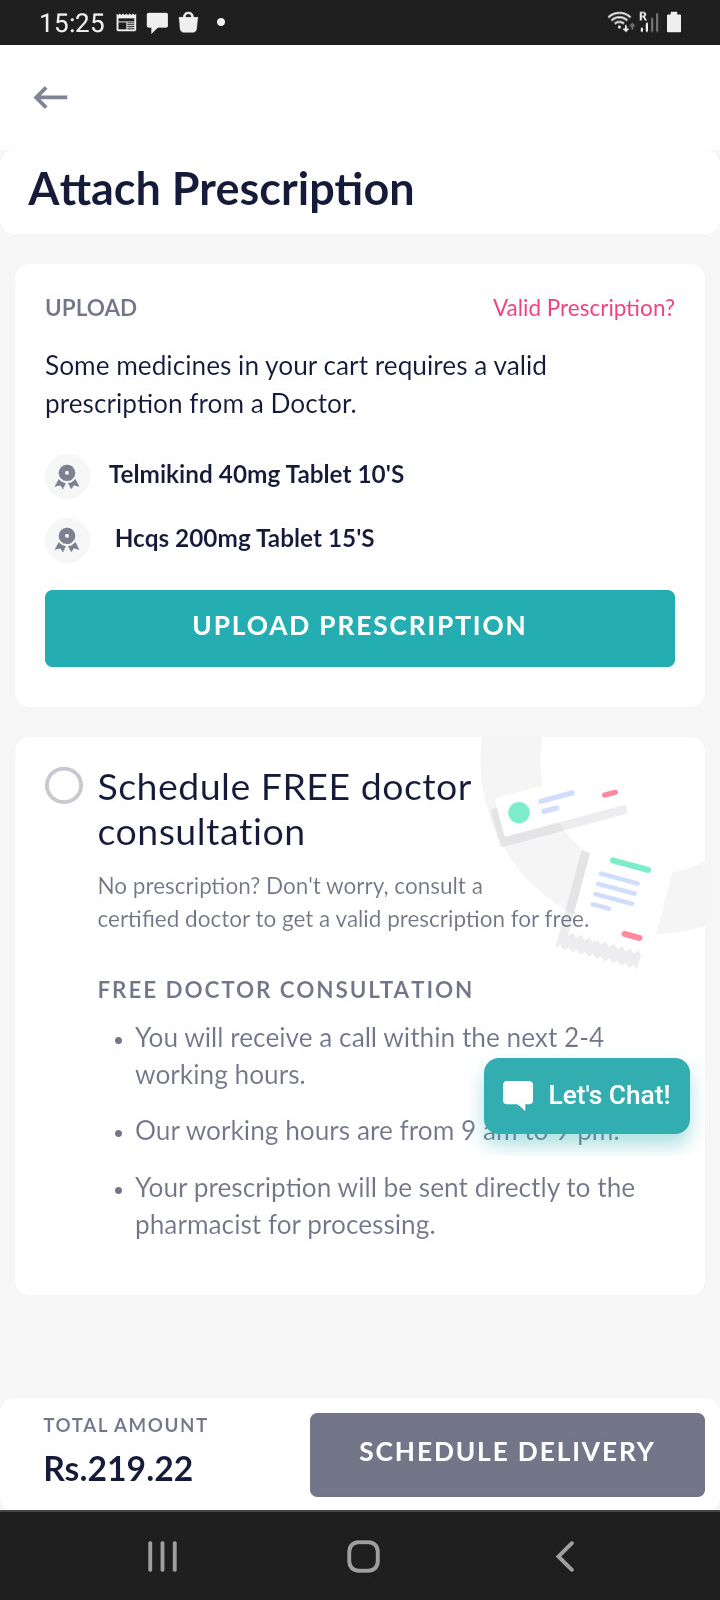 15:25
R
Attach Prescription
UPLOAD
Valid Prescription?
Some medicines in your cart requires a valid
prescription from a Doctor.
Telmikind 40mg Tablet 10'S
Hcqs 200mg Tablet 15'S
UPLOAD PRESCRIPTION
Schedule FREE doctor
consultation
No prescription? Don't worry, consult a
certified doctor to get a valid prescription for free.
FREE DOCTOR CONSULTATION
• You will receive a call within the next 2-4
working hours.
Let's Chat!
• Our working hours are from 9 am to 9 pm.
• Your prescription will be sent directly to the
pharmacist for processing.
TOTAL AMOUNT
Rs.219.22
SCHEDULE DELIVERY